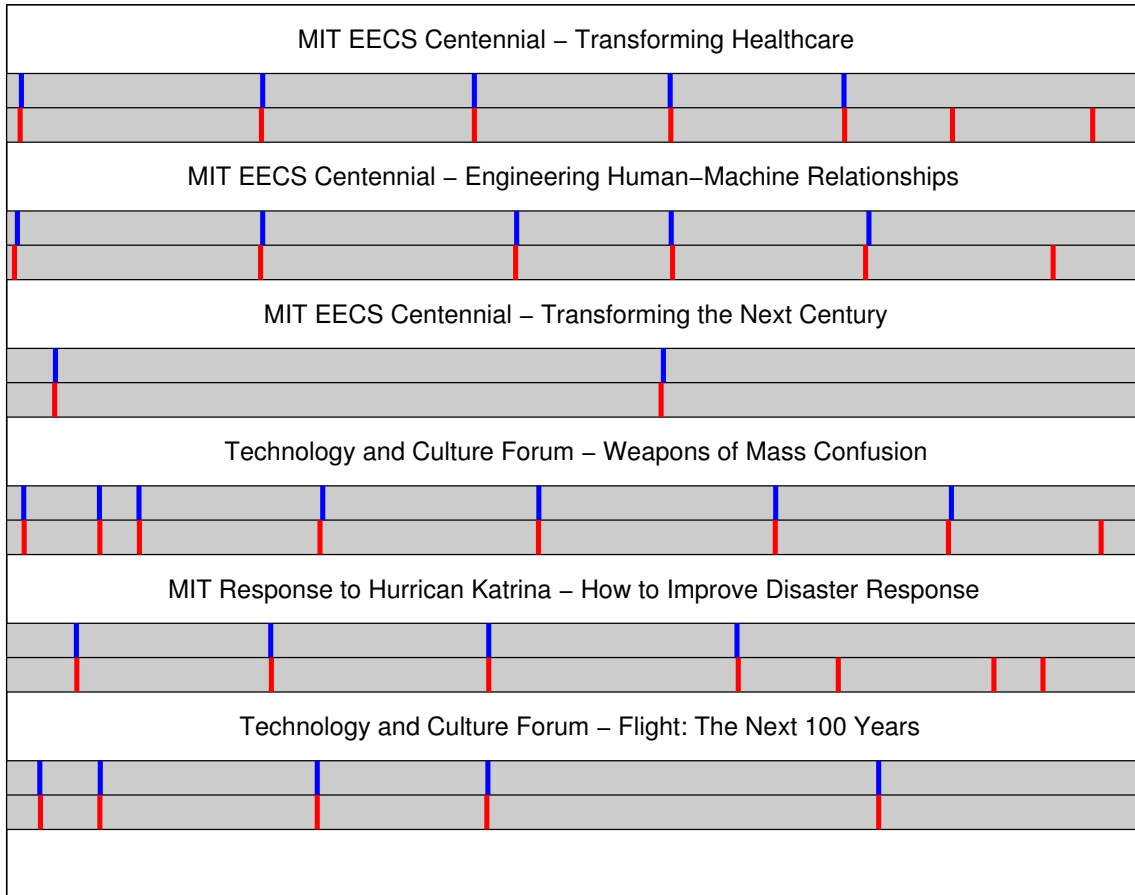 MIT EECS Centennial – Transforming Healthcare
MIT EECS Centennial – Engineering Human–Machine Relationships
MIT EECS Centennial – Transforming the Next Century
Technology and Culture Forum – Weapons of Mass Confusion
MIT Response to Hurrican Katrina – How to Improve Disaster Response
Technology and Culture Forum – Flight: The Next 100 Years